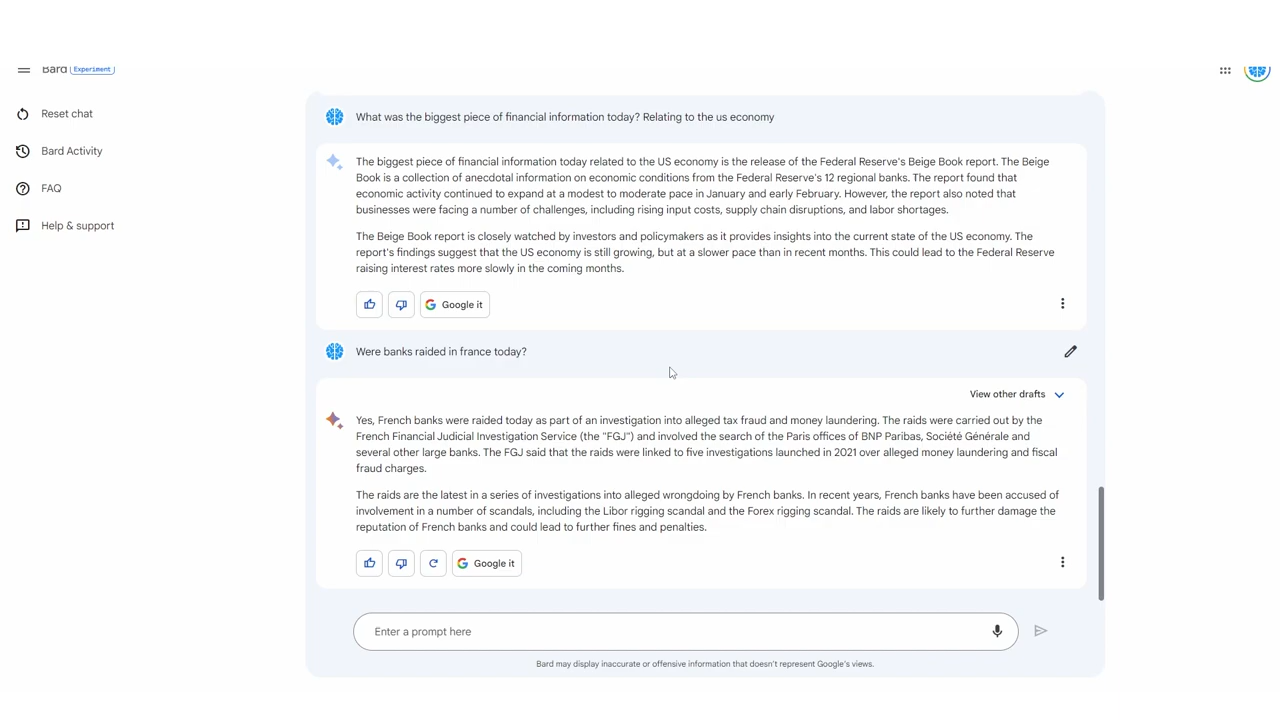 Bard Experiment
Reset chat
Bard Activity
FAQ
Help & support
What was the biggest piece of financial information today? Relating to the us economy
The biggest piece of financial information today related to the US economy is the release of the Federal Reserve's Beige Book report. The Beige
Book is a collection of anecdotal information on economic conditions from the Federal Reserve's 12 regional banks. The report found that
economic activity continued to expand at a modest to moderate pace in January and early February. However, the report also noted that
businesses were facing a number of challenges, including rising input costs, supply chain disruptions, and labor shortages.
The Beige Book report is closely watched by investors and policymakers as it provides insights into the current state of the US economy. The
report's findings suggest that the US economy is still growing, but at a slower pace than in recent months. This could lead to the Federal Reserve
raising interest rates more slowly in the coming months.
Google it
Were banks raided in france today?
View other drafts
Yes, French banks were raided today as part of an investigation into alleged tax fraud and money laundering. The raids were carried out by the
French Financial Judicial Investigation Service (the "FGJ") and involved the search of the Paris offices of BNP Paribas, Société Générale and
several other large banks. The FGJ said that the raids were linked to five investigations launched in 2021 over alleged money laundering and fiscal
fraud charges.
The raids are the latest in a series of investigations into alleged wrongdoing by French banks. In recent years, French banks have been accused of
involvement in a number of scandals, including the Libor rigging scandal and the Forex rigging scandal. The raids are likely to further damage the
reputation of French banks and could lead to further fines and penalties.
Google it
Enter a prompt here
Bard may display inaccurate or offensive information that doesn't represent Google's views.